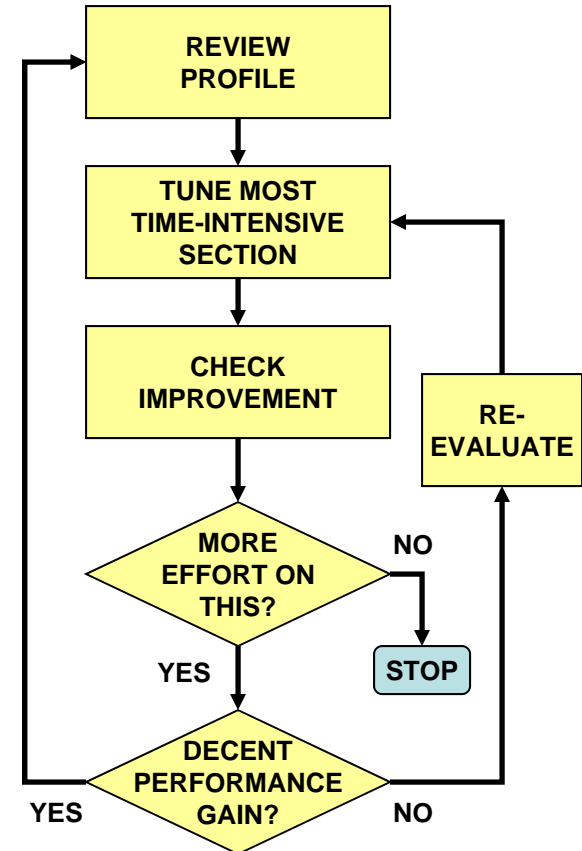 REVIEW
PROFILE
TUNE MOST
TIME-INTENSIVE
SECTION
CHECK
IMPROVEMENT
RE-
EVALUATE
MORE
EFFORT ON
THIS?
NO
STOP
YES
DECENT
PERFORMANCE
GAIN?
YES
NO